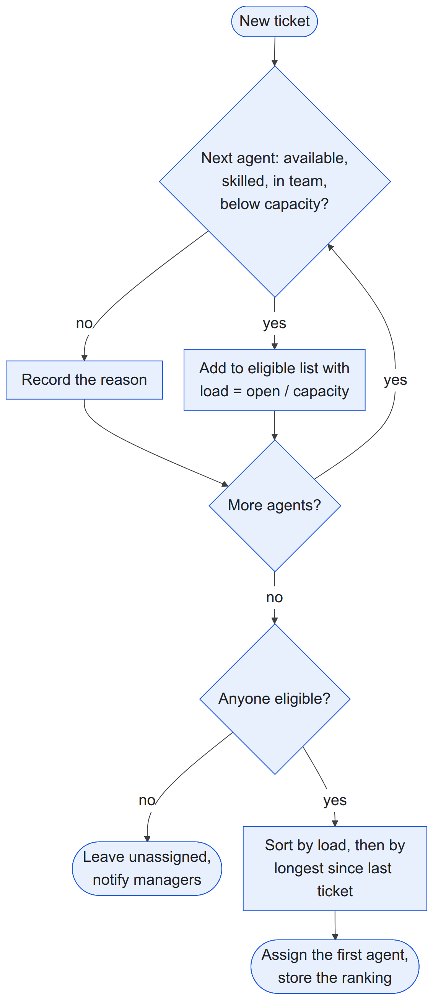 New ticket
Next agent: available,
skilled, in team,
below capacity?
no
yes
Record the reason
Add to eligible list with
load = open / capacity
yes
More agents?
no
Anyone eligible?
no
yes
Leave unassigned,
notify managers
Sort by load, then by
longest since last
ticket
Assign the first agent,
store the ranking